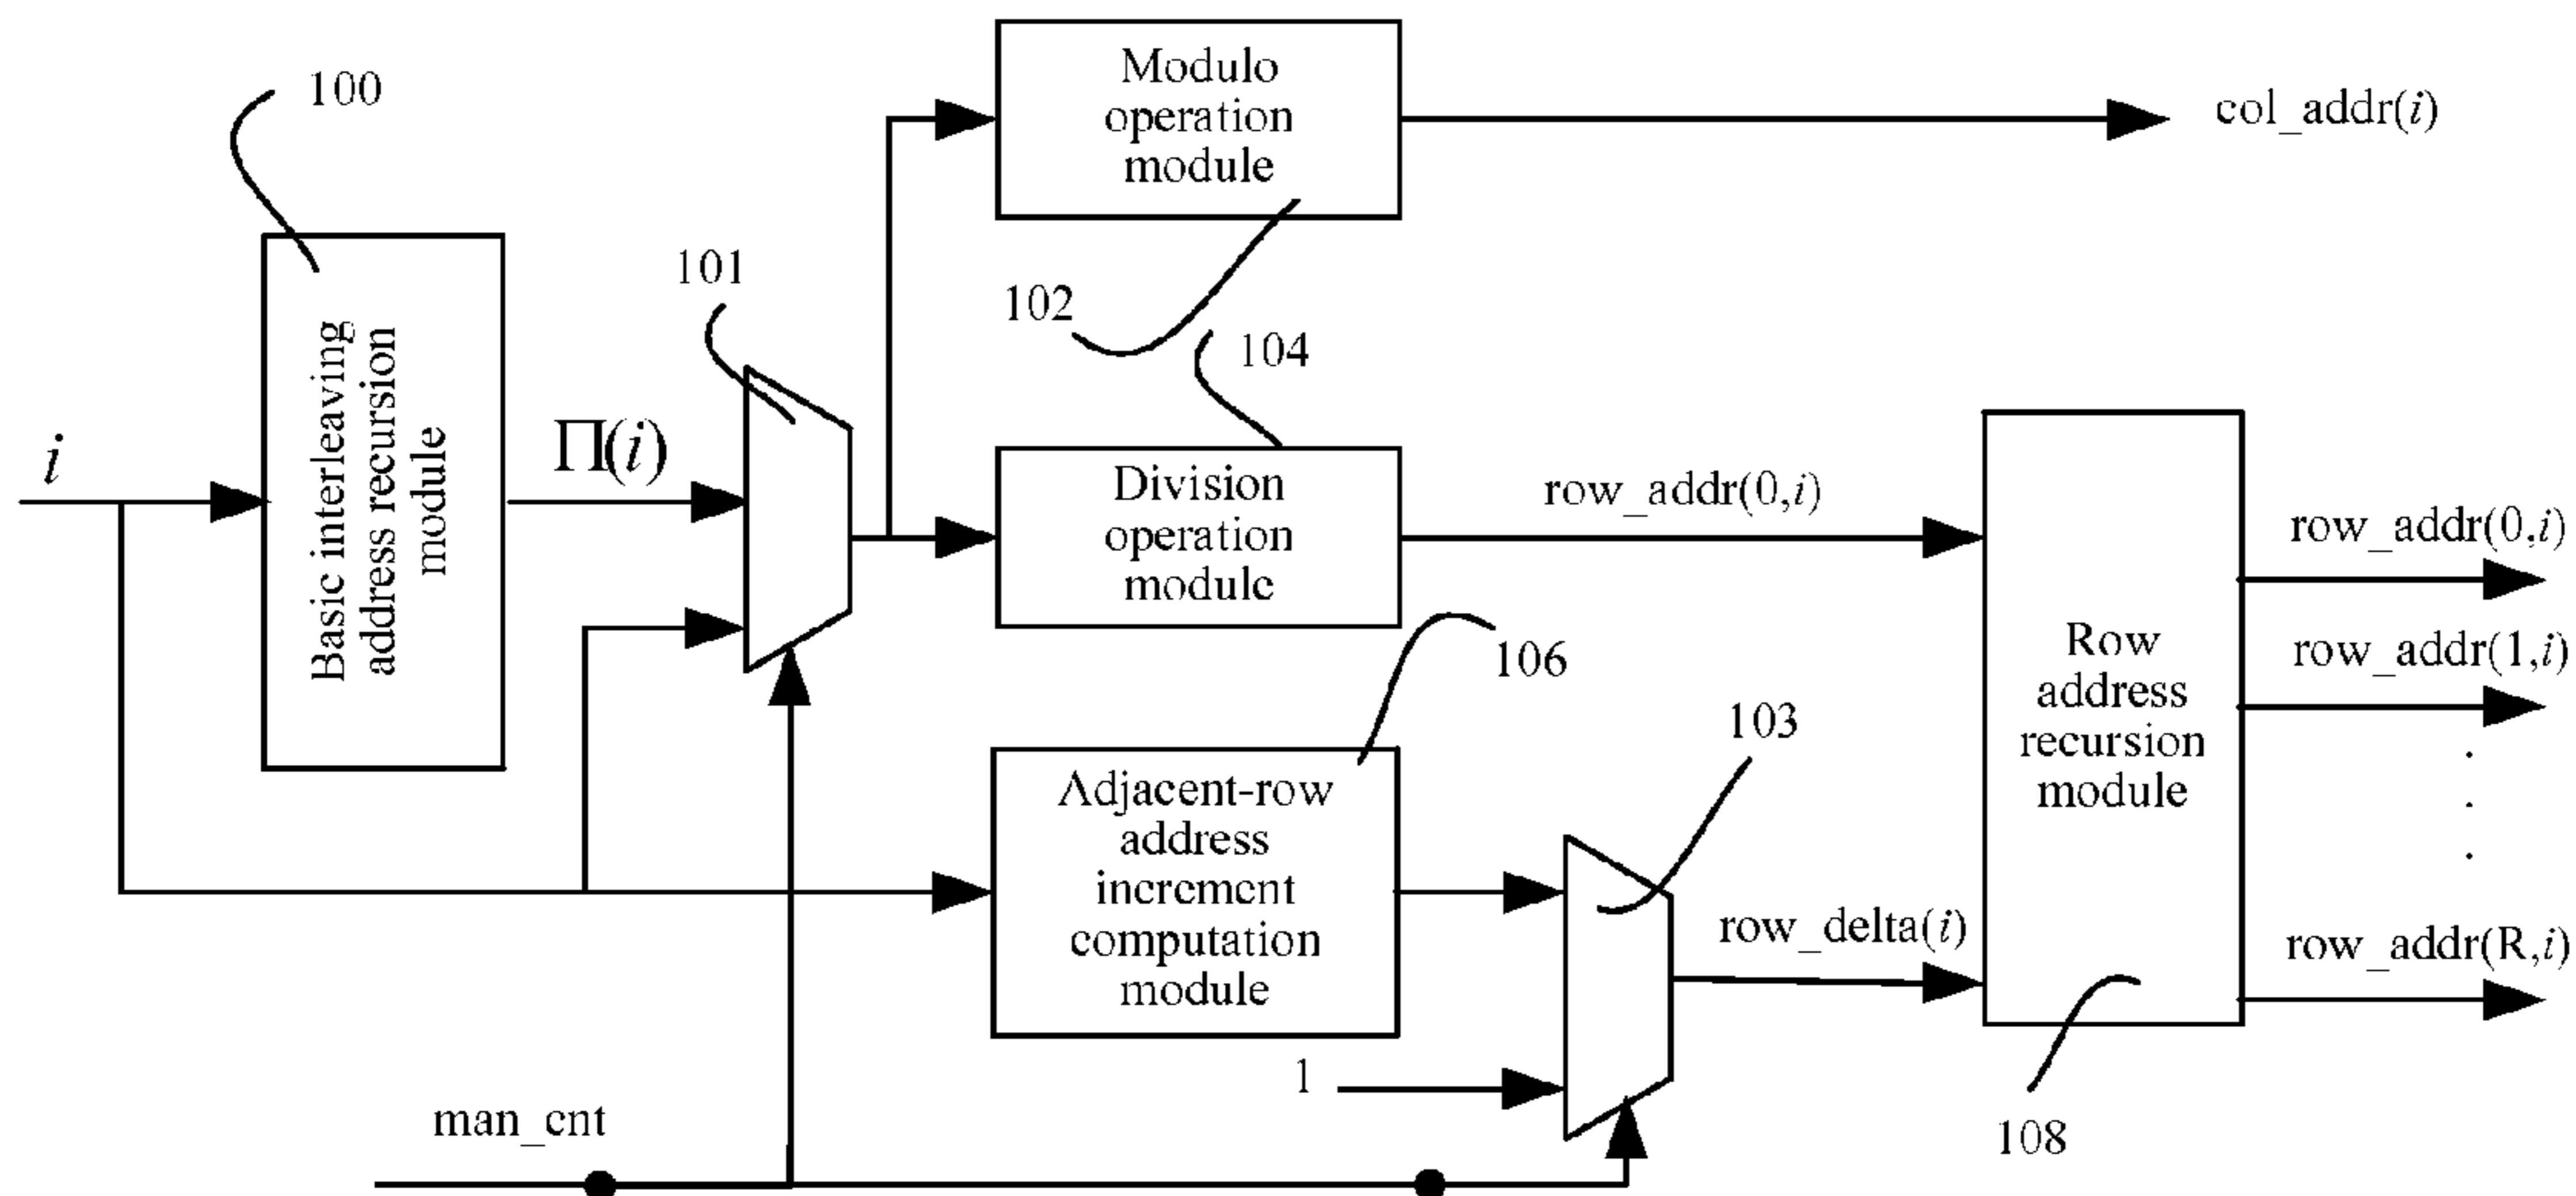 100
Modulo
operation
module
col_addr(i)
101
102
104
Basic interleaving
address recursion
module
i
Π(i)
Division
operation
module
row_addr(0,i)
row_addr(0,i)
106
Row
address
recursion
module
row_addr(1,i)
.
.
.
103
Adjacent-row
address
increment
computation
module
row_delta(i)
row_addr(R,i)
1
man_cnt
108